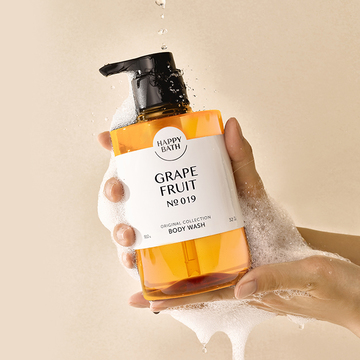 HAPPY
BATH
GRAPE
FRUIT
Nº 019
ORIGINAL COLLECTION
BODY WASH